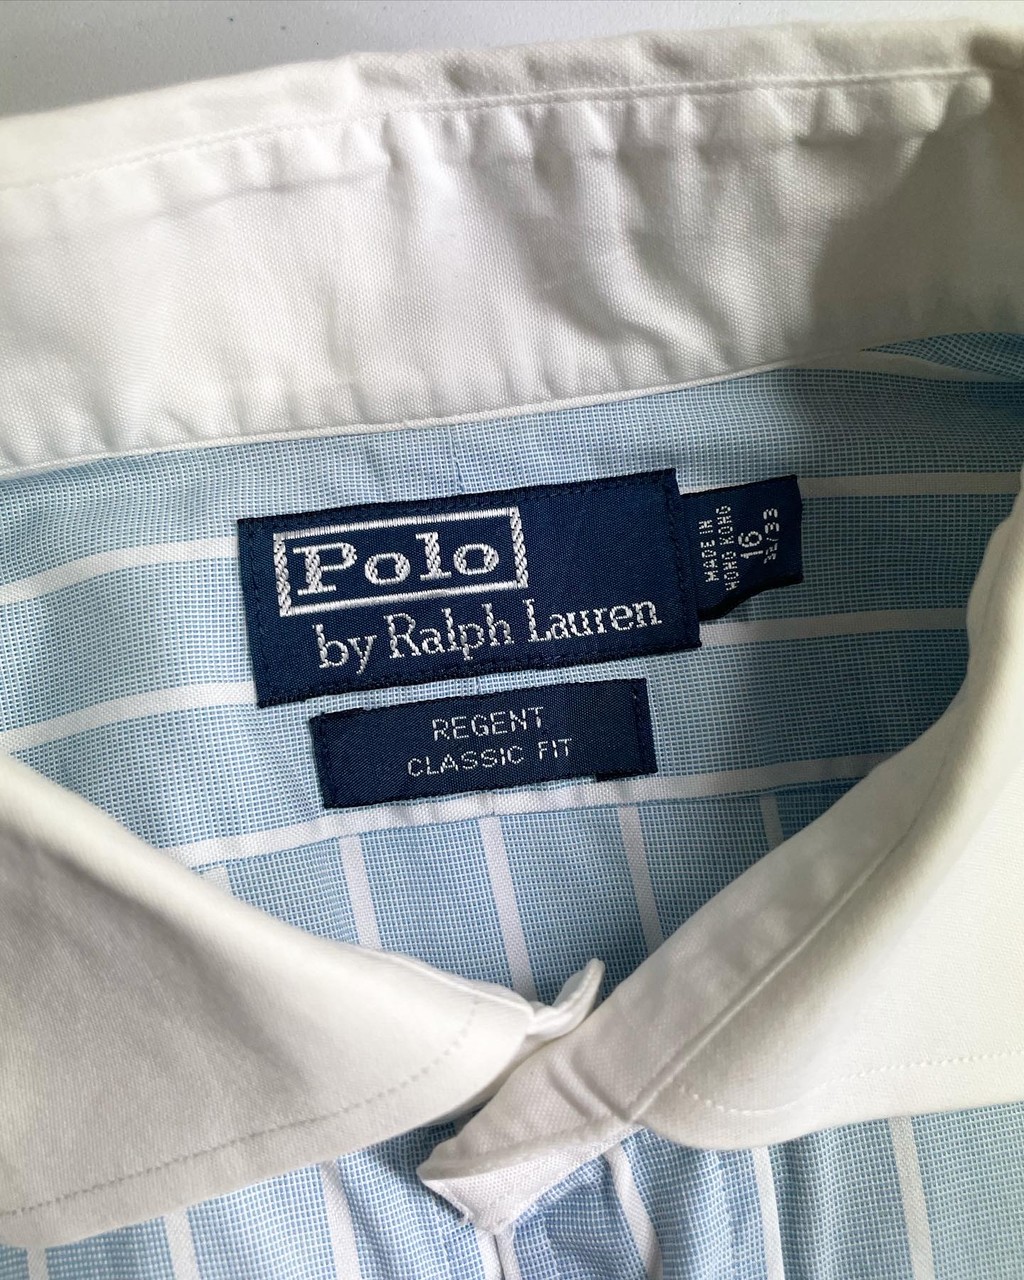 Polo
by Ralph Lauren
MADE IN
HONG KONG
16
32/33
REGENT
CLASSIC FIT